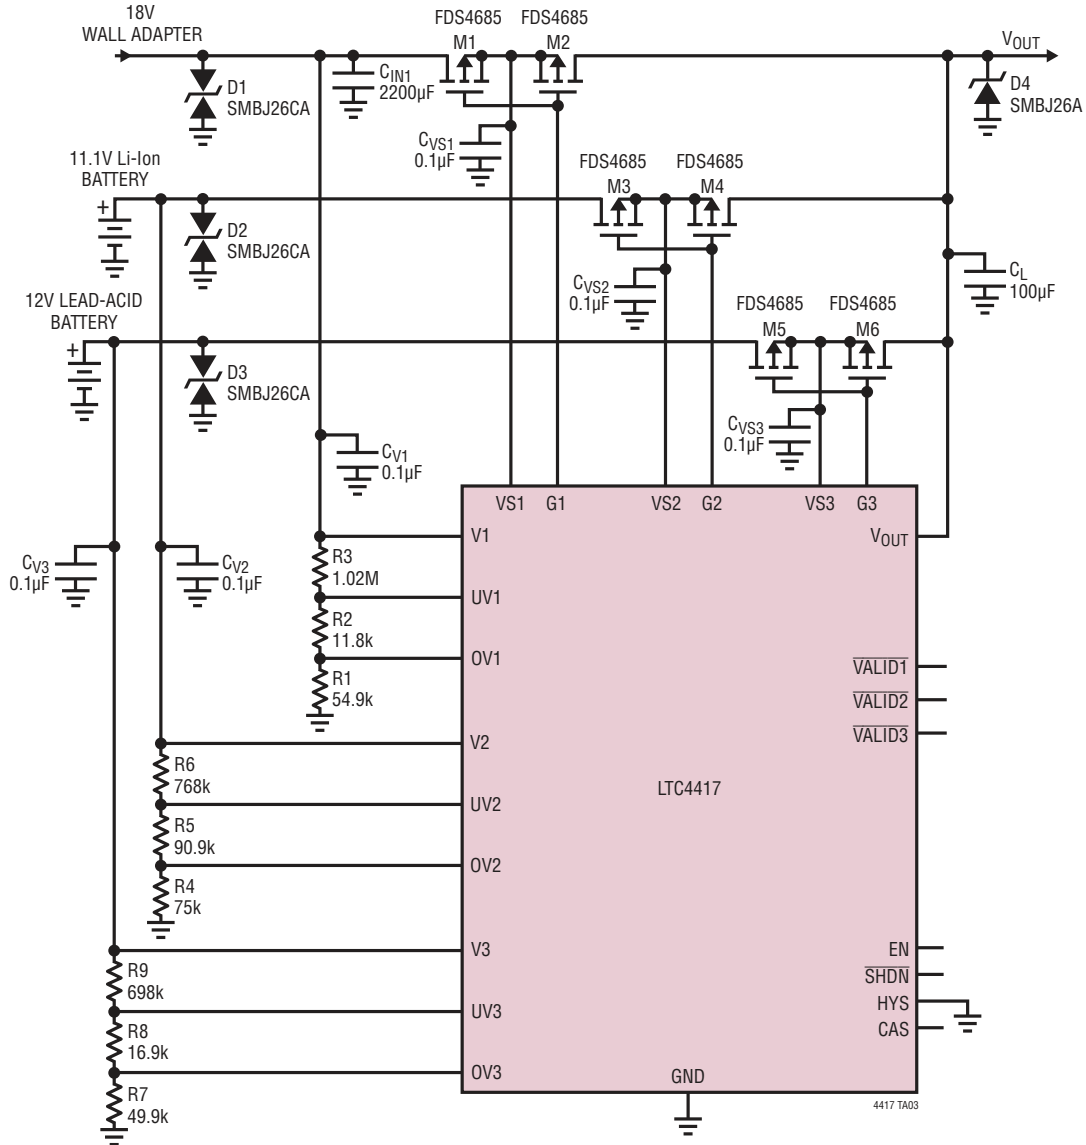 18V
WALL ADAPTER
FDS4685
M1
FDS4685
M2
VOUT
D1
SMBJ26CA
CIN1
2200µF
D4
SMBJ26A
CVS1
0.1µF
11.1V Li-Ion
BATTERY
+
FDS4685
M3
FDS4685
M4
D2
SMBJ26CA
CVS2
0.1µF
CL
100µF
12V LEAD-ACID
BATTERY
+
FDS4685
M5
FDS4685
M6
D3
SMBJ26CA
CVS3
0.1µF
CV1
0.1µF
VS1 G1 VS2 G2 VS3 G3
V1
VOUT
CV3
0.1µF
CV2
0.1µF
R3
1.02M
UV1
R2
11.8k
OV1
R1
54.9k
VALID1
VALID2
VALID3
V2
R6
768k
LTC4417
UV2
R5
90.9k
OV2
R4
75k
V3
EN
R9
698k
SHDN
UV3
HYS
R8
16.9k
CAS
OV3
GND
R7
49.9k
4417 TA03